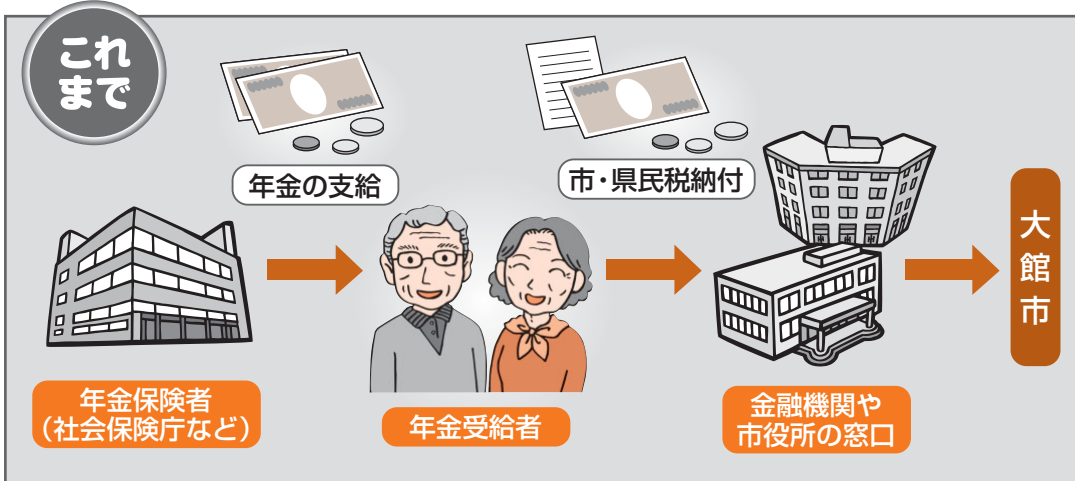 これ
まで
年金の支給
市・県民税納付
大館市
年金保険者
（社会保険庁など）
年金受給者
金融機関や
市役所の窓口